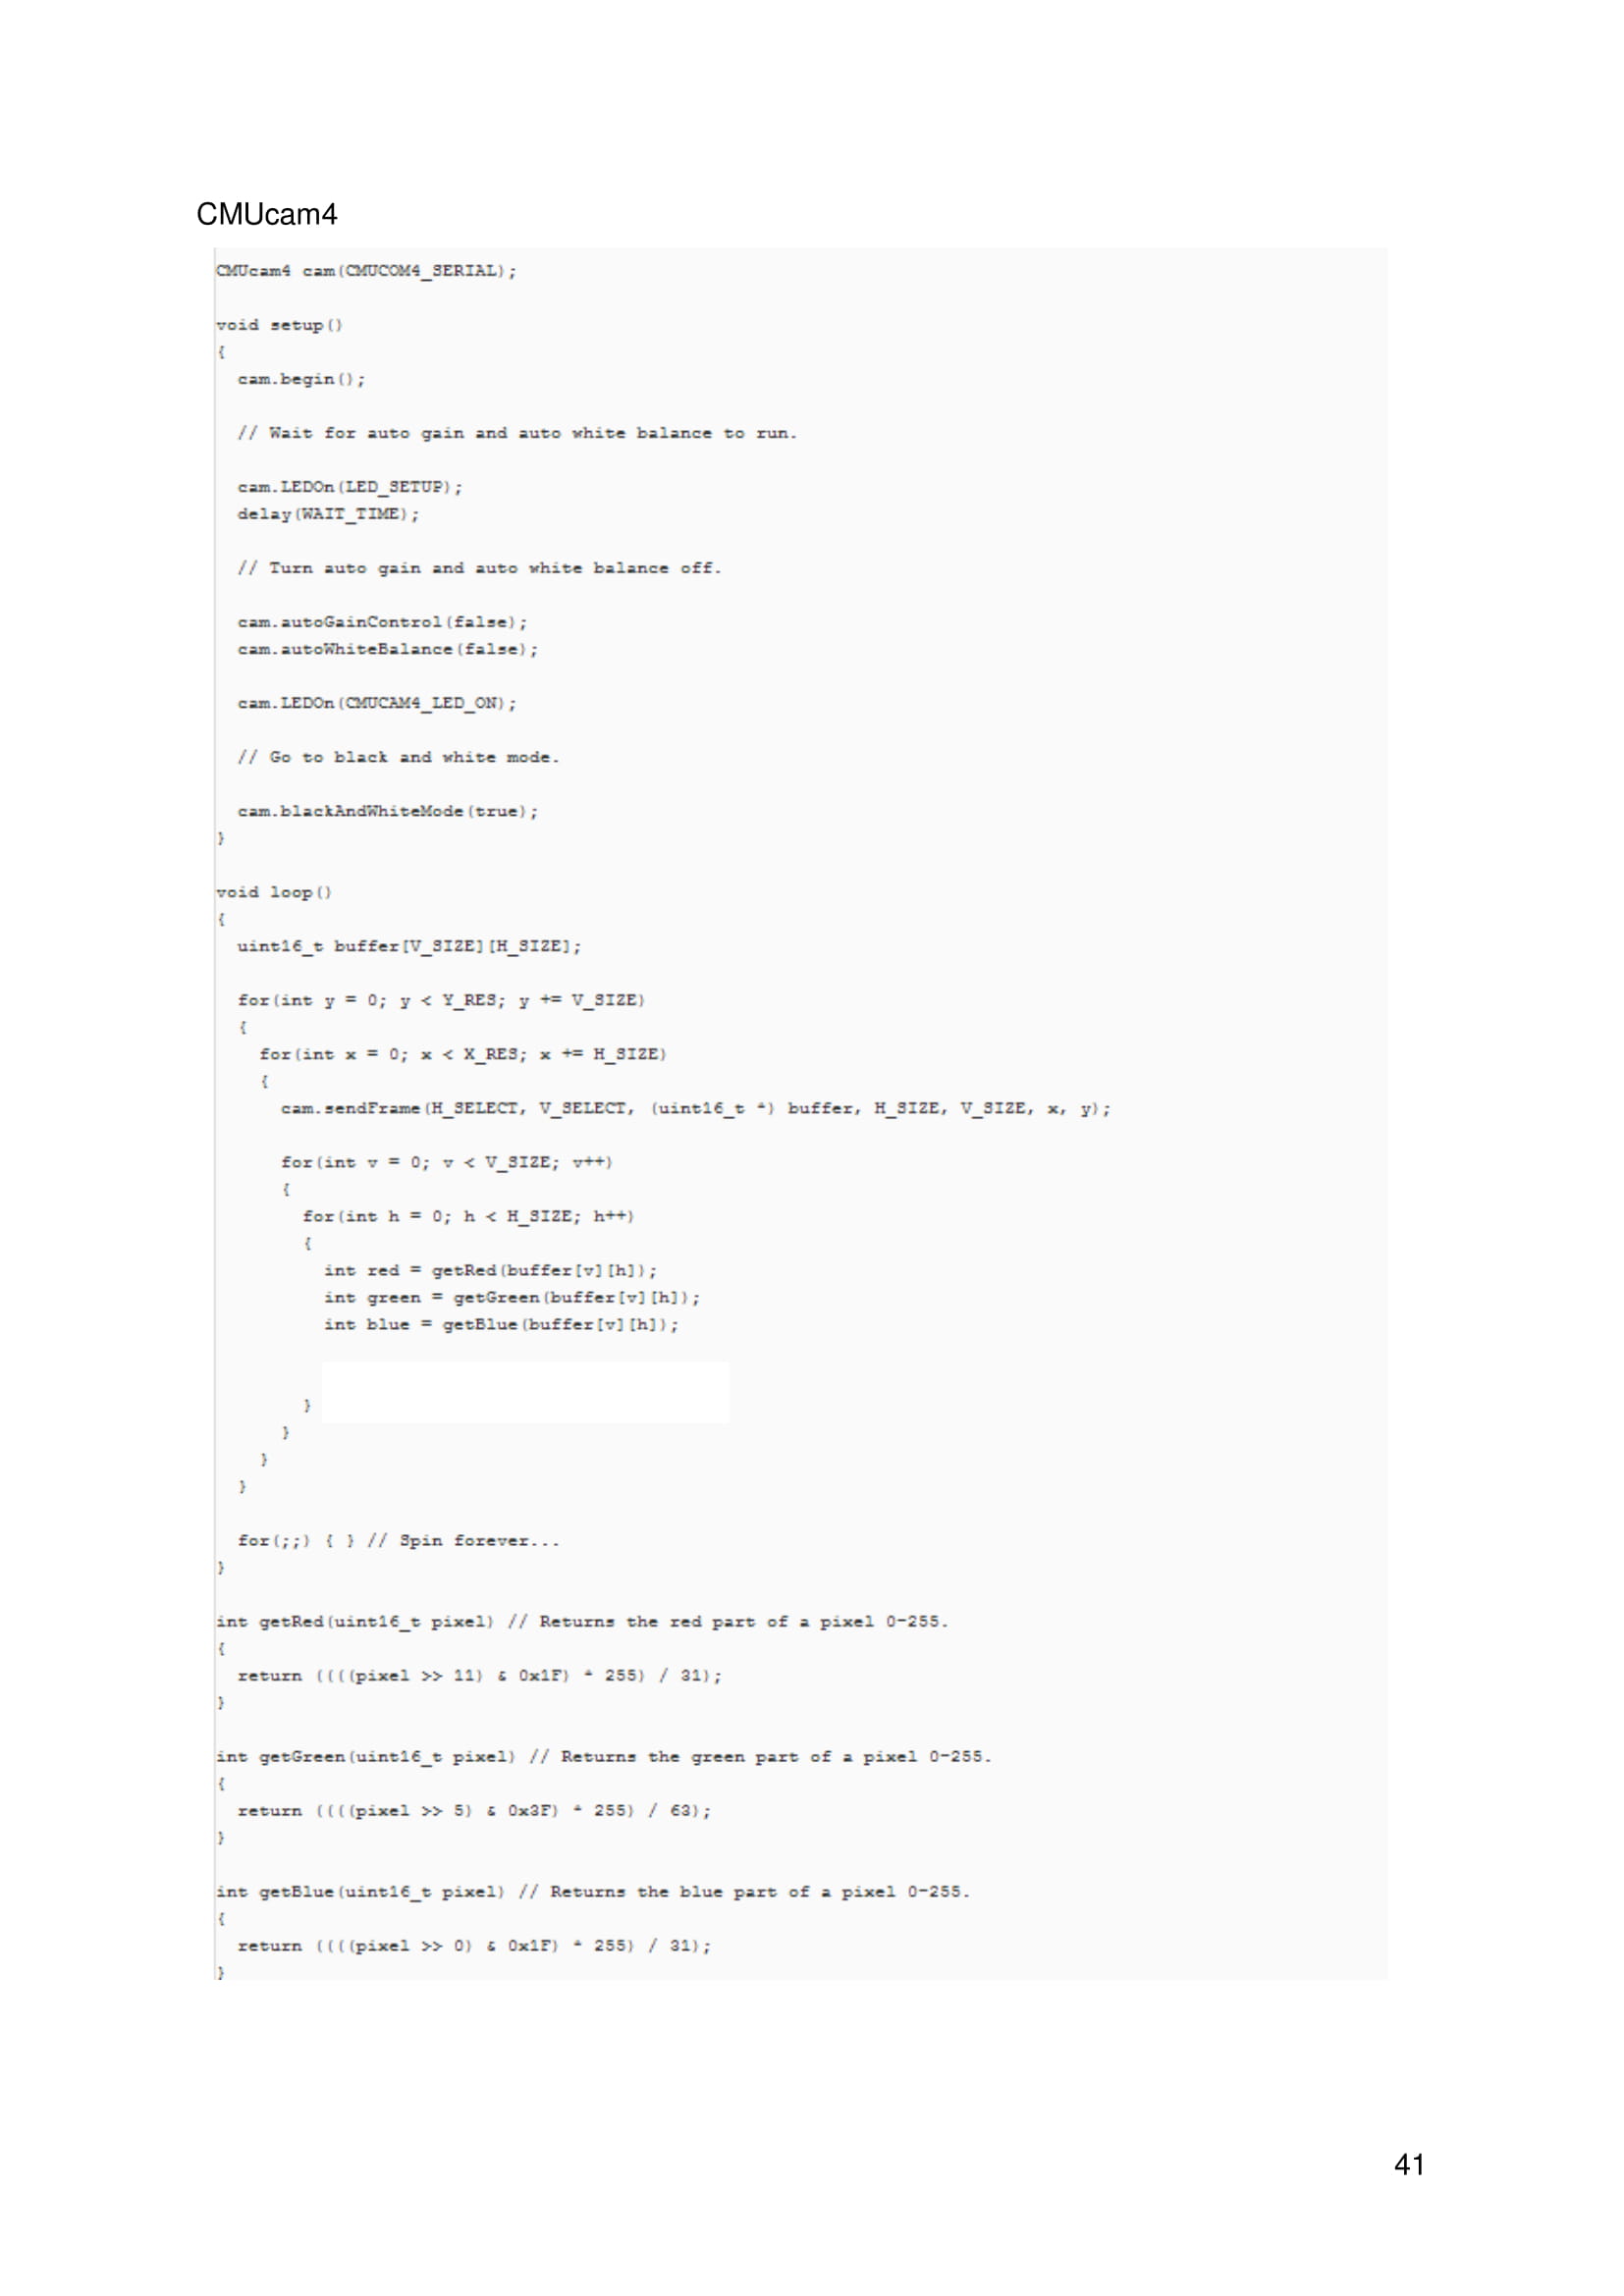 CMUcam4
CMUcam4 cam(CMUCOM4_SERIAL);
void setup()
{
  cam.begin();
  // Wait for auto gain and auto white balance to run.
  cam.LEDOn(LED_SETUP);
  delay(WAIT_TIME);
  // Turn auto gain and auto white balance off.
  cam.autoGainControl(false);
  cam.autoWhiteBalance(false);
  cam.LEDOn(CMUCAM4_LED_ON);
  // Go to black and white mode.
  cam.blackAndWhiteMode(true);
}
void loop()
{
  uint16_t buffer[V_SIZE][H_SIZE];
  for(int y = 0; y < Y_RES; y += V_SIZE)
  {
    for(int x = 0; x < X_RES; x += H_SIZE)
    {
      cam.sendFrame(H_SELECT, V_SELECT, (uint16_t *) buffer, H_SIZE, V_SIZE, x, y);
      for(int v = 0; v < V_SIZE; v++)
      {
        for(int h = 0; h < H_SIZE; h++)
        {
          int red = getRed(buffer[v][h]);
          int green = getGreen(buffer[v][h]);
          int blue = getBlue(buffer[v][h]);
        }
      }
    }
  }
  for(;;) { } // Spin forever...
}
int getRed(uint16_t pixel) // Returns the red part of a pixel 0-255.
{
  return ((((pixel >> 11) & 0x1F) * 255) / 31);
}
int getGreen(uint16_t pixel) // Returns the green part of a pixel 0-255.
{
  return ((((pixel >> 5) & 0x3F) * 255) / 63);
}
int getBlue(uint16_t pixel) // Returns the blue part of a pixel 0-255.
{
  return ((((pixel >> 0) & 0x1F) * 255) / 31);
}
41